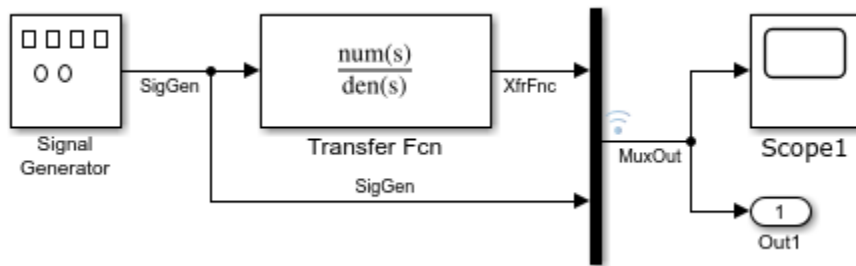 num(s)
den(s)
SigGen
XfrFnc
Signal
Generator
Transfer Fcn
SigGen
MuxOut
Scope1
1
Out1